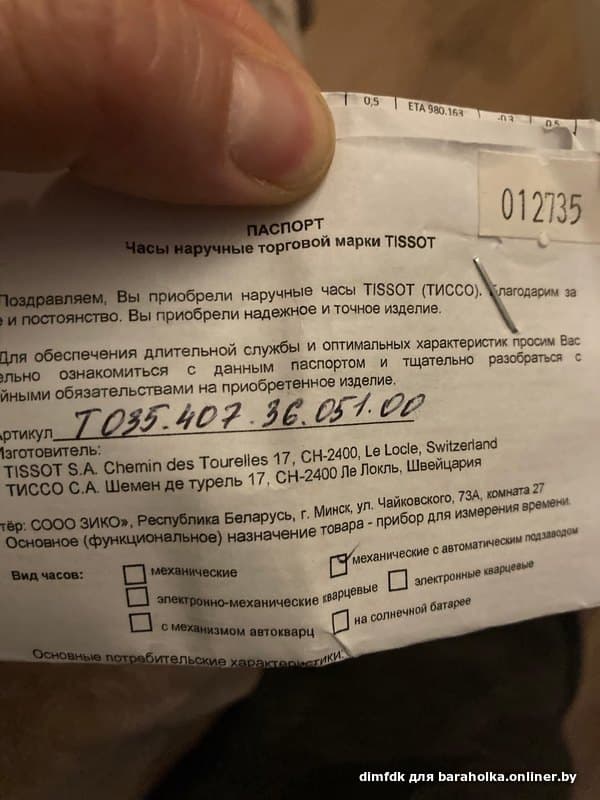 0,5 ETA 980.163 -0.3 0.5
012735
ПАСПОРТ
Часы наручные торговой марки TISSOT
Поздравляем, Вы приобрели наручные часы TISSOT (ТИССО). Благодарим за
е и постоянство. Вы приобрели надежное и точное изделие.
Для обеспечения длительной службы и оптимальных характеристик просим Вас
ельно ознакомиться с данным паспортом и тщательно разобраться с
йными обязательствами на приобретенное изделие.
Артикул T035.407.36.051.00
Изготовитель:
TISSOT S.A. Chemin des Tourelles 17, CH-2400, Le Locle, Switzerland
ТИССО С.А. Шемен де турель 17, CH-2400 Ле Локль, Швейцария
тёр: СООО ЗИКО», Республика Беларусь, г. Минск, ул. Чайковского, 73А, комната 27
Основное (функциональное) назначение товара - прибор для измерения времени.
Вид часов: механические механические с автоматическим подзаводом
электронно-механические кварцевые электронные кварцевые
с механизмом автокварц на солнечной батарее
Основные потребительские характеристики:
dimfdk для baraholka.onliner.by